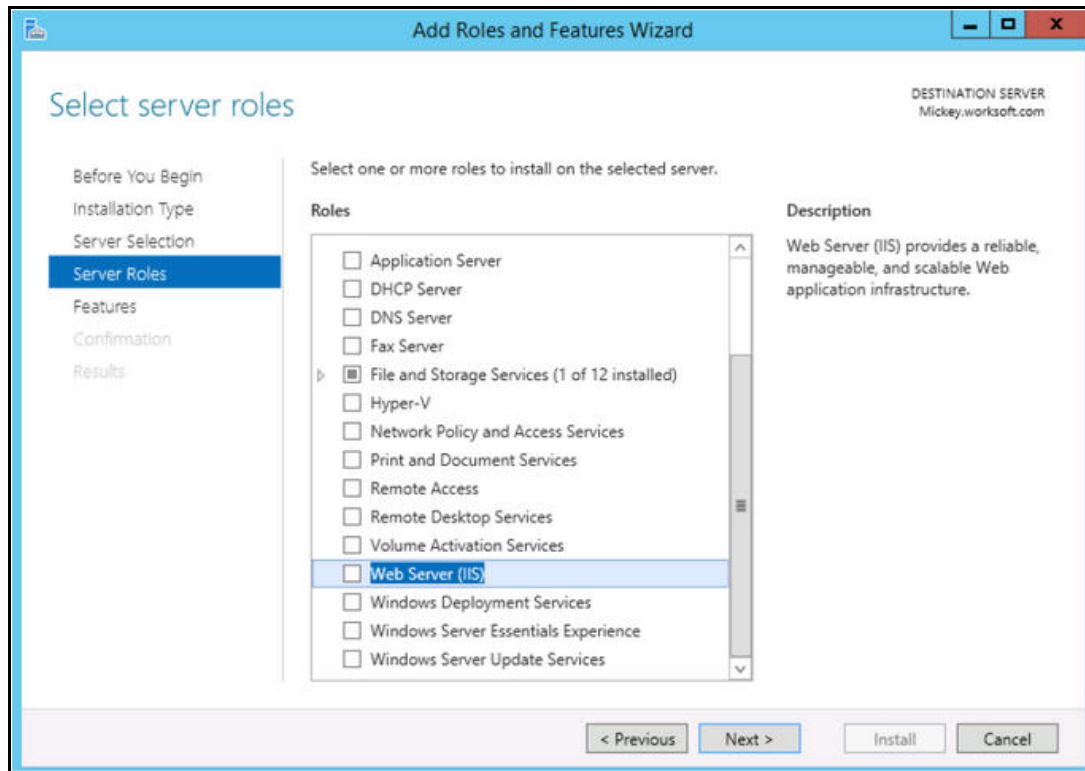 Add Roles and Features Wizard
Select server roles
DESTINATION SERVER
Mickey.worksoft.com
Before You Begin
Installation Type
Server Selection
Server Roles
Features
Confirmation
Results
Select one or more roles to install on the selected server.
Roles
Application Server
DHCP Server
DNS Server
Fax Server
File and Storage Services (1 of 12 installed)
Hyper-V
Network Policy and Access Services
Print and Document Services
Remote Access
Remote Desktop Services
Volume Activation Services
Web Server (IIS)
Windows Deployment Services
Windows Server Essentials Experience
Windows Server Update Services
Description
Web Server (IIS) provides a reliable,
manageable, and scalable Web
application infrastructure.
< Previous
Next >
Install
Cancel